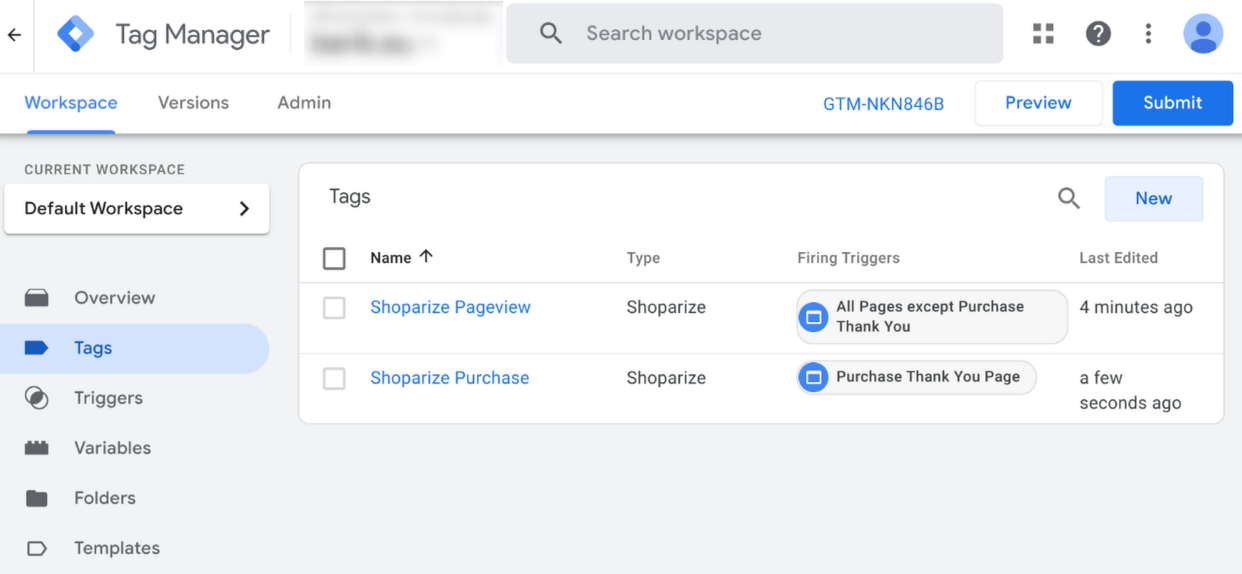 Tag Manager
Search workspace
Workspace
Versions
Admin
GTM-NKN846B
Preview
Submit
CURRENT WORKSPACE
Default Workspace
Overview
Tags
Triggers
Variables
Folders
Templates
Tags
New
Name
Type
Firing Triggers
Last Edited
Shoparize Pageview
Shoparize
All Pages except Purchase
Thank You
4 minutes ago
Shoparize Purchase
Shoparize
Purchase Thank You Page
a few
seconds ago